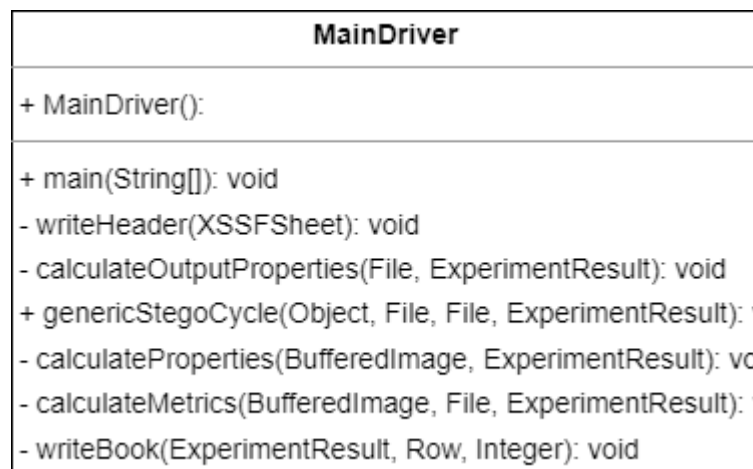 MainDriver
+ MainDriver():
+ main(String[]): void
- writeHeader(XSSFSheet): void
- calculateOutputProperties(File, ExperimentResult): void
+ genericStegoCycle(Object, File, File, ExperimentResult):
- calculateProperties(BufferedImage, ExperimentResult):
- calculateMetrics(BufferedImage, File, ExperimentResult):
- writeBook(ExperimentResult, Row, Integer): void